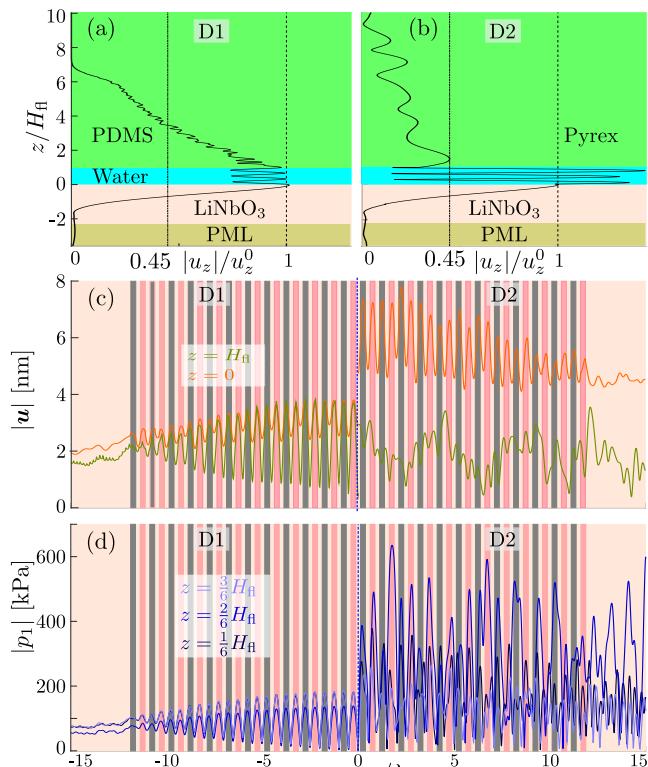 10
8
6
4
2
0
-2
z/H_fl
(a)
D1
PDMS
Water
LiNbO₃
PML
0
0.45
|u_z|/u_z^0
1
(b)
D2
Pyrex
LiNbO₃
PML
0
0.45
|u_z|/u_z^0
1
8
6
4
2
0
|u| [nm]
(c)
D1
D2
z = H_fl
z = 0
600
400
200
0
|p₁| [kPa]
(d)
D1
D2
z = 3/6 H_fl
z = 2/6 H_fl
z = 1/6 H_fl
-15
-10
-5
0
5
10
15